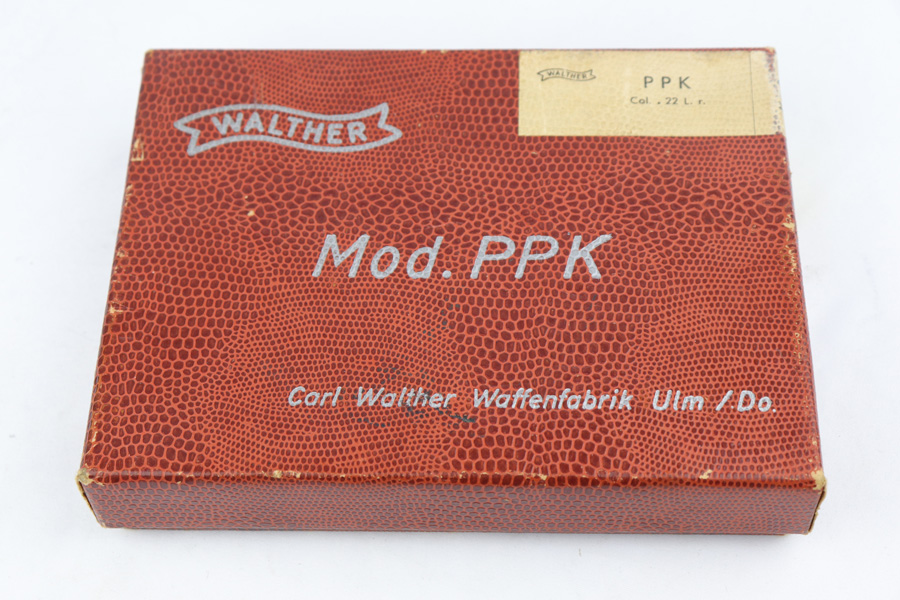 WALTHER
PPK
Cal. .22 L. r.
WALTHER
Mod. PPK
Carl Walther Waffenfabrik Ulm / Do.